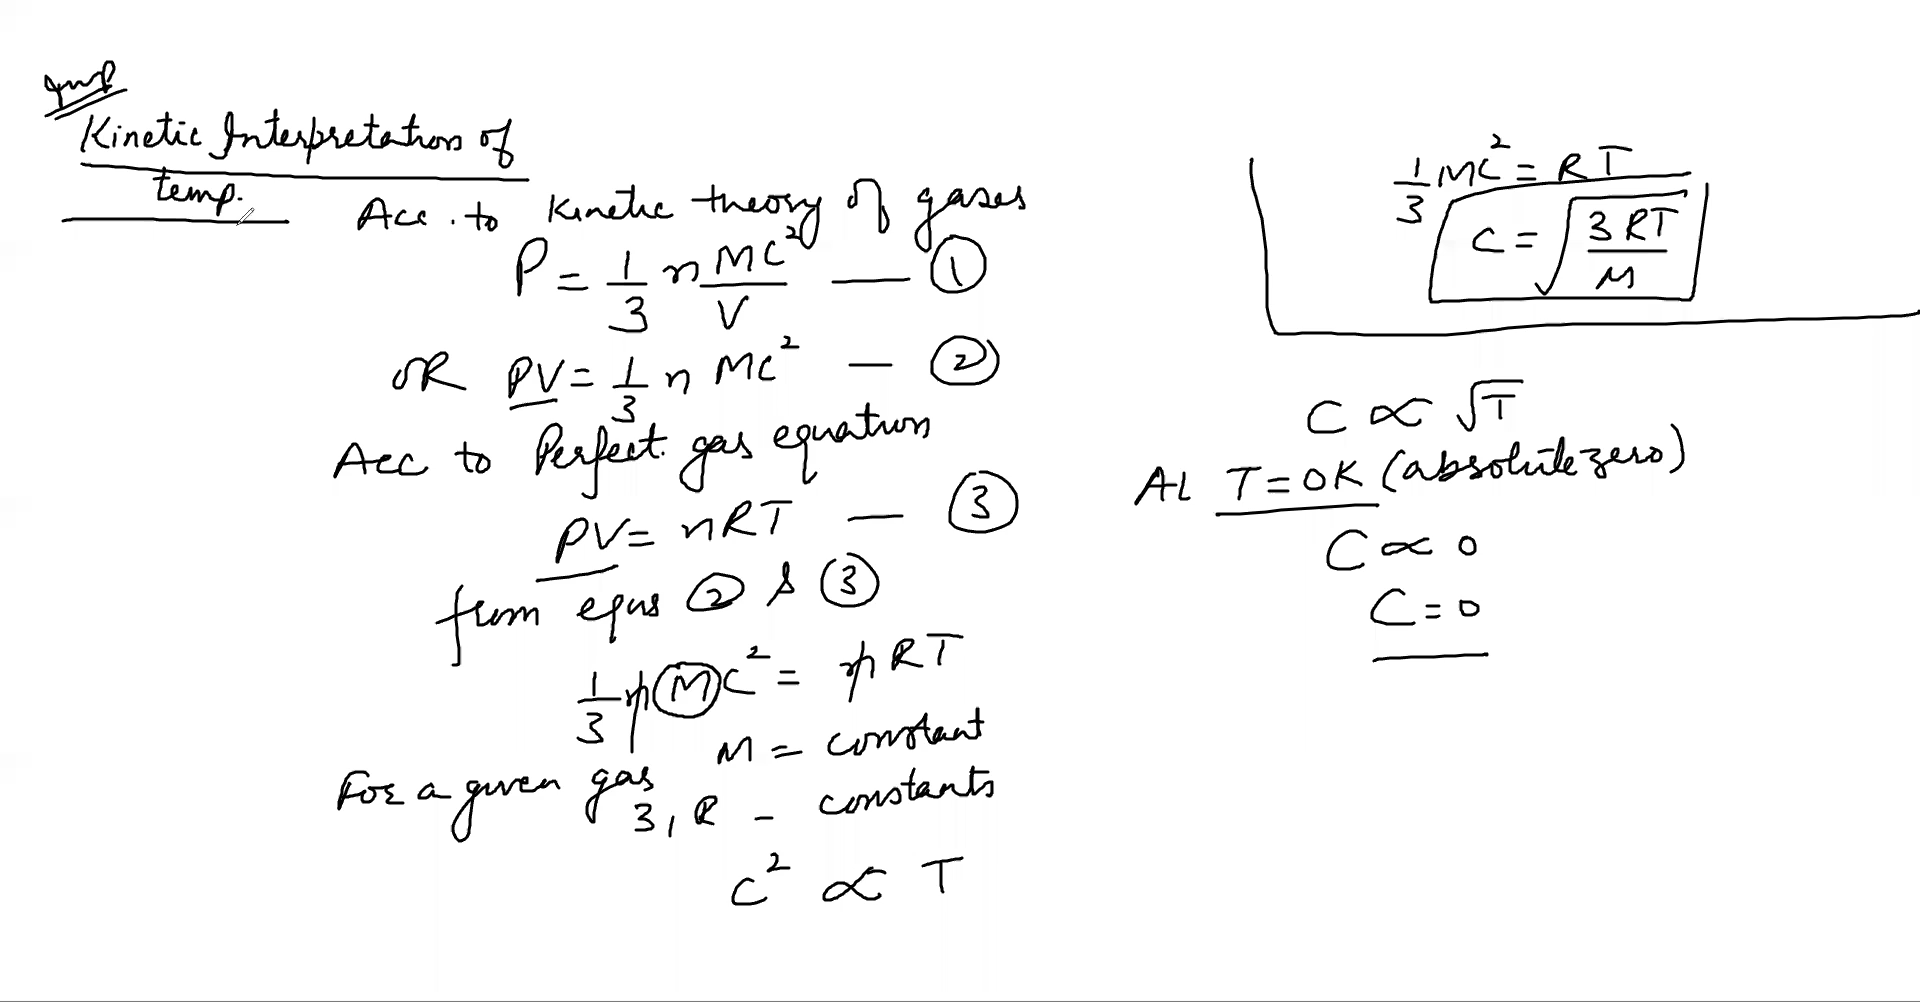 Imp
Kinetic Interpretation of
temp.
Acc. to Kinetic theory of gases
P = 1/3 n MC²/V — ①
OR PV = 1/3 n MC² — ②
Acc to Perfect gas equation
PV = nRT — ③
from eqns ② & ③
1/3 n M C² = n RT
M = constant
For a given gas
3, R - constants
C² ∝ T
1/3 MC² = RT
C = √(3RT/M)
C ∝ √T
At T = 0K (absolute zero)
C ∝ 0
C = 0